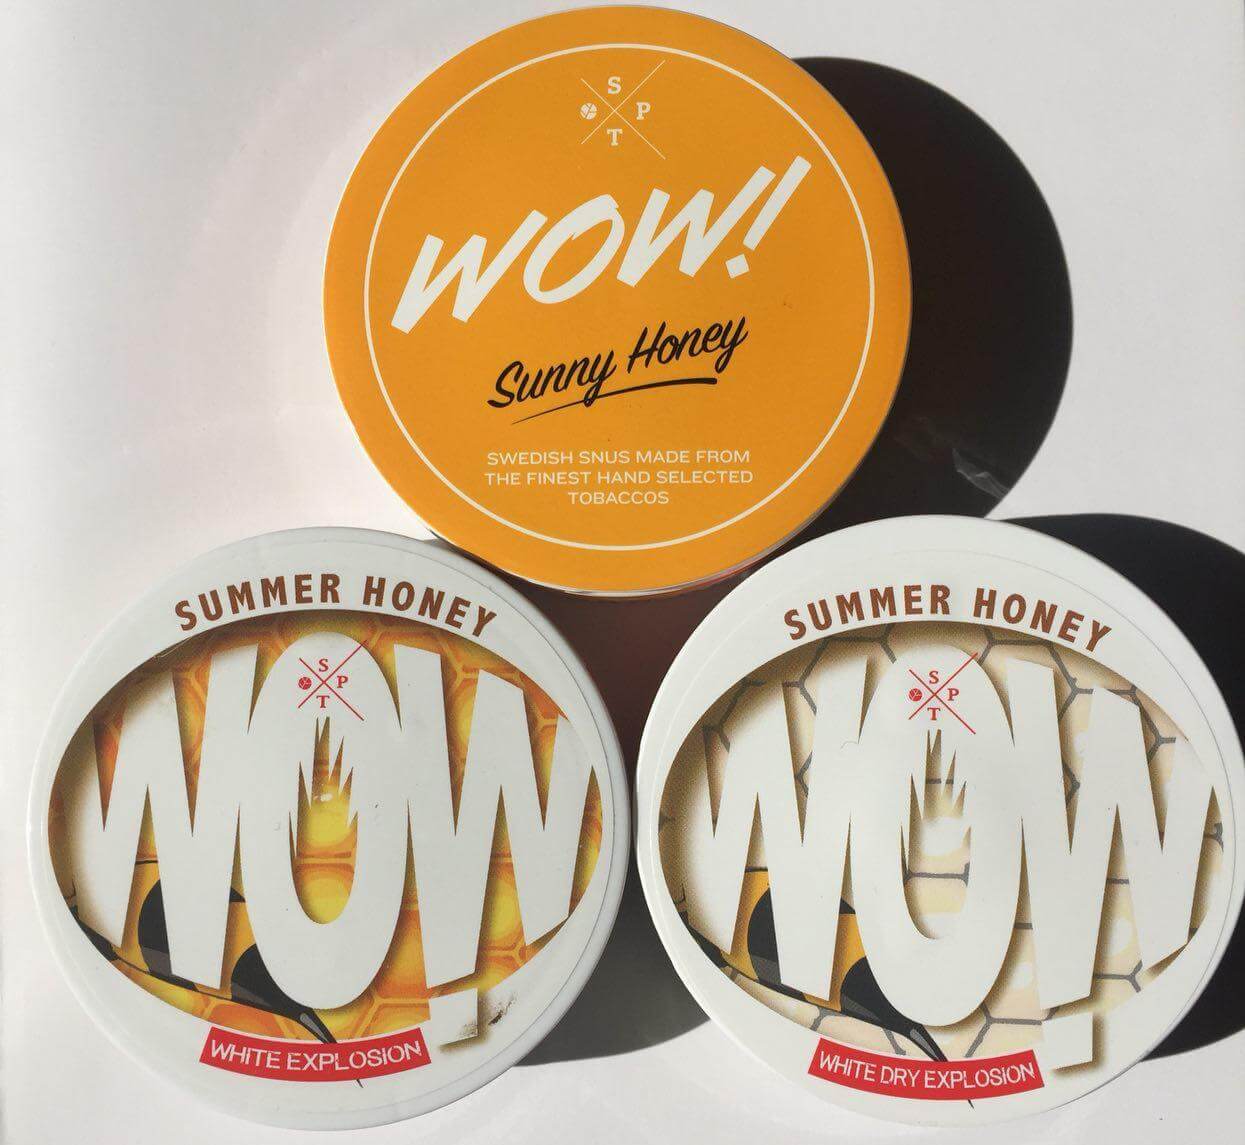 S
P
T
WOW!
Sunny Honey
SWEDISH SNUS MADE FROM
THE FINEST HAND SELECTED
TOBACCOS
SUMMER HONEY
S
P
T
WOW!
WHITE EXPLOSION
SUMMER HONEY
S
P
T
WOW!
WHITE DRY EXPLOSION